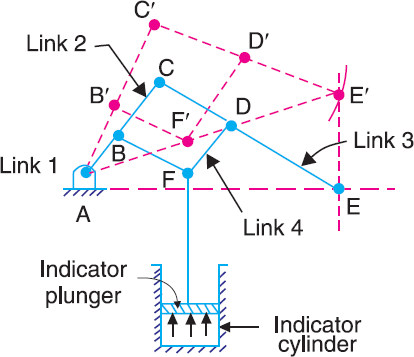 C′
Link 2
D′
C
B′
D
E′
F′
B
Link 3
Link 1
F
A
Link 4
E
Indicator
plunger
Indicator
cylinder